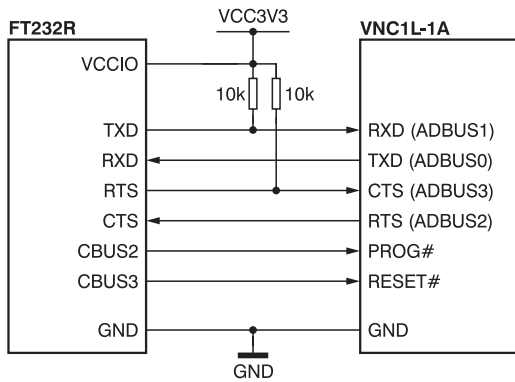 VCC3V3
FT232R
VNC1L-1A
VCCIO
10k
10k
TXD
RXD (ADBUS1)
RXD
TXD (ADBUS0)
RTS
CTS (ADBUS3)
CTS
RTS (ADBUS2)
CBUS2
PROG#
CBUS3
RESET#
GND
GND
GND